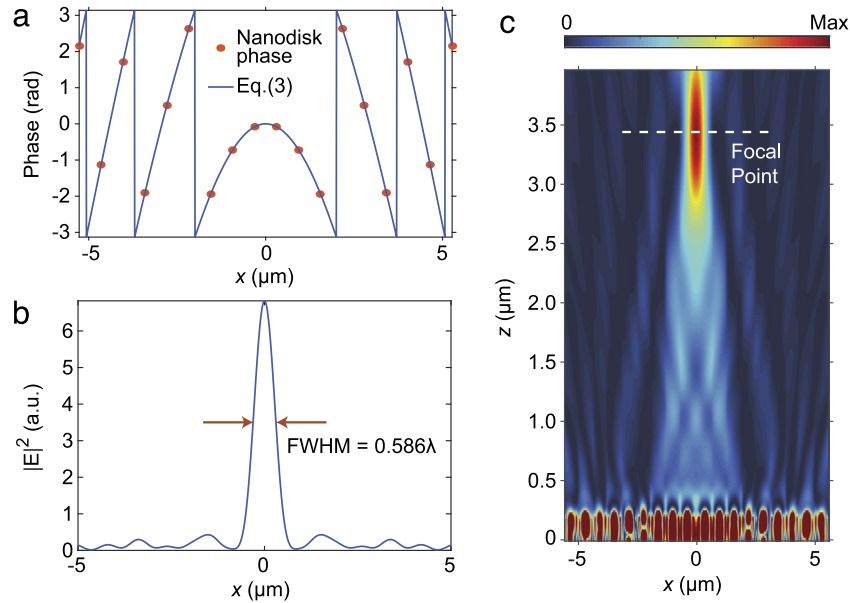 a
3
2
1
0
-1
-2
-3
Phase (rad)
Nanodisk
phase
Eq.(3)
-5
0
5
x (μm)
b
6
5
4
3
2
1
0
|E|² (a.u.)
FWHM = 0.586λ
-5
0
5
x (μm)
c
0
Max
3.5
3.0
2.5
2.0
1.5
1.0
0.5
0
z (μm)
Focal
Point
-5
0
5
x (μm)